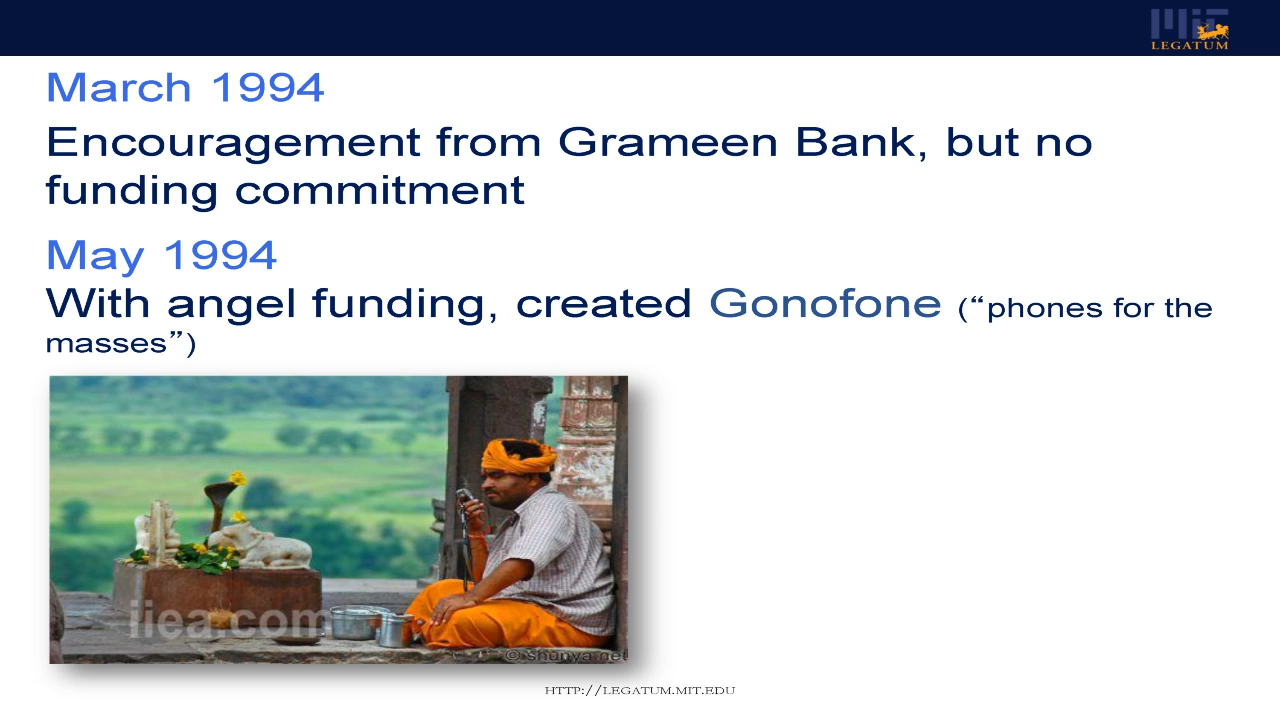 MIT
LEGATUM
March 1994
Encouragement from Grameen Bank, but no
funding commitment
May 1994
With angel funding, created Gonofone (“phones for the
masses”)
iiea.com
© shunya.net
HTTP://LEGATUM.MIT.EDU